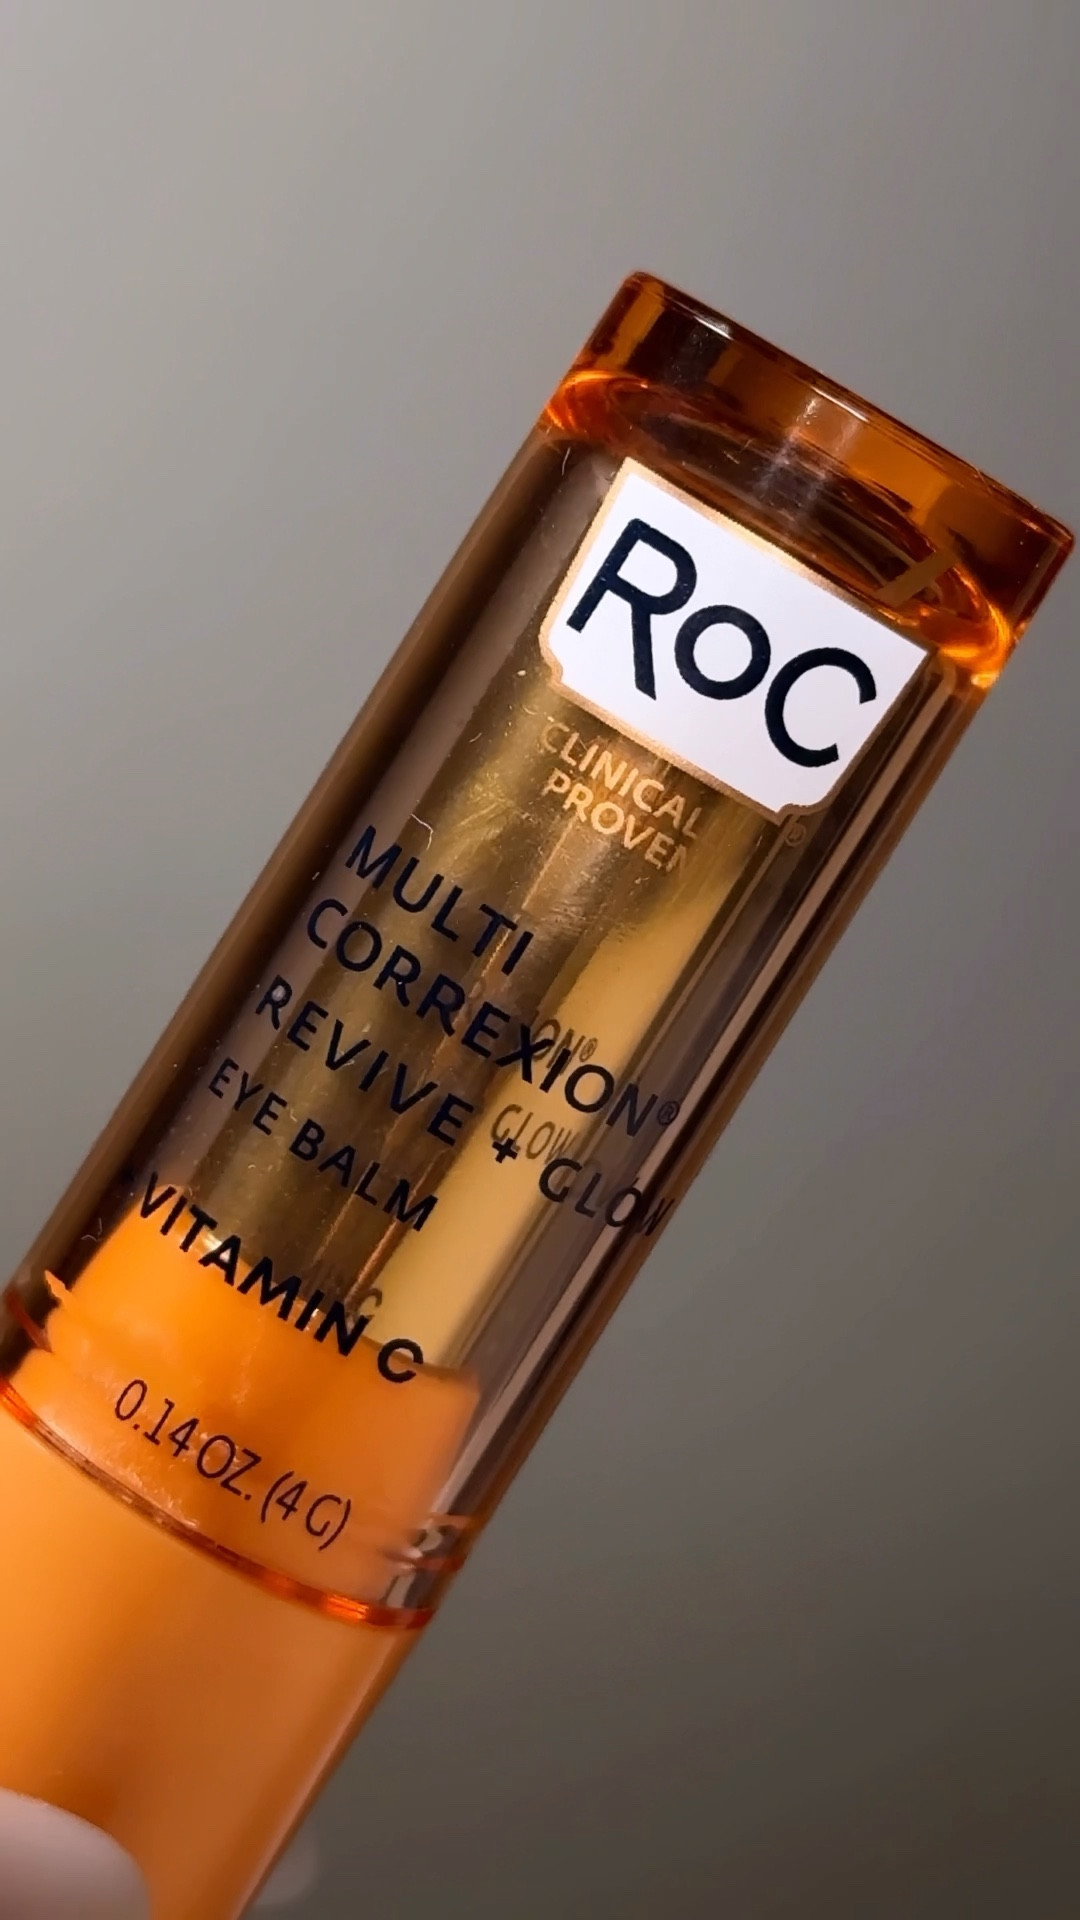 RoC
®
CLINICAL
PROVEN
MULTI
CORREXION®
REVIVE + GLOW
EYE BALM
VITAMIN C
0.14 OZ. (4 G)